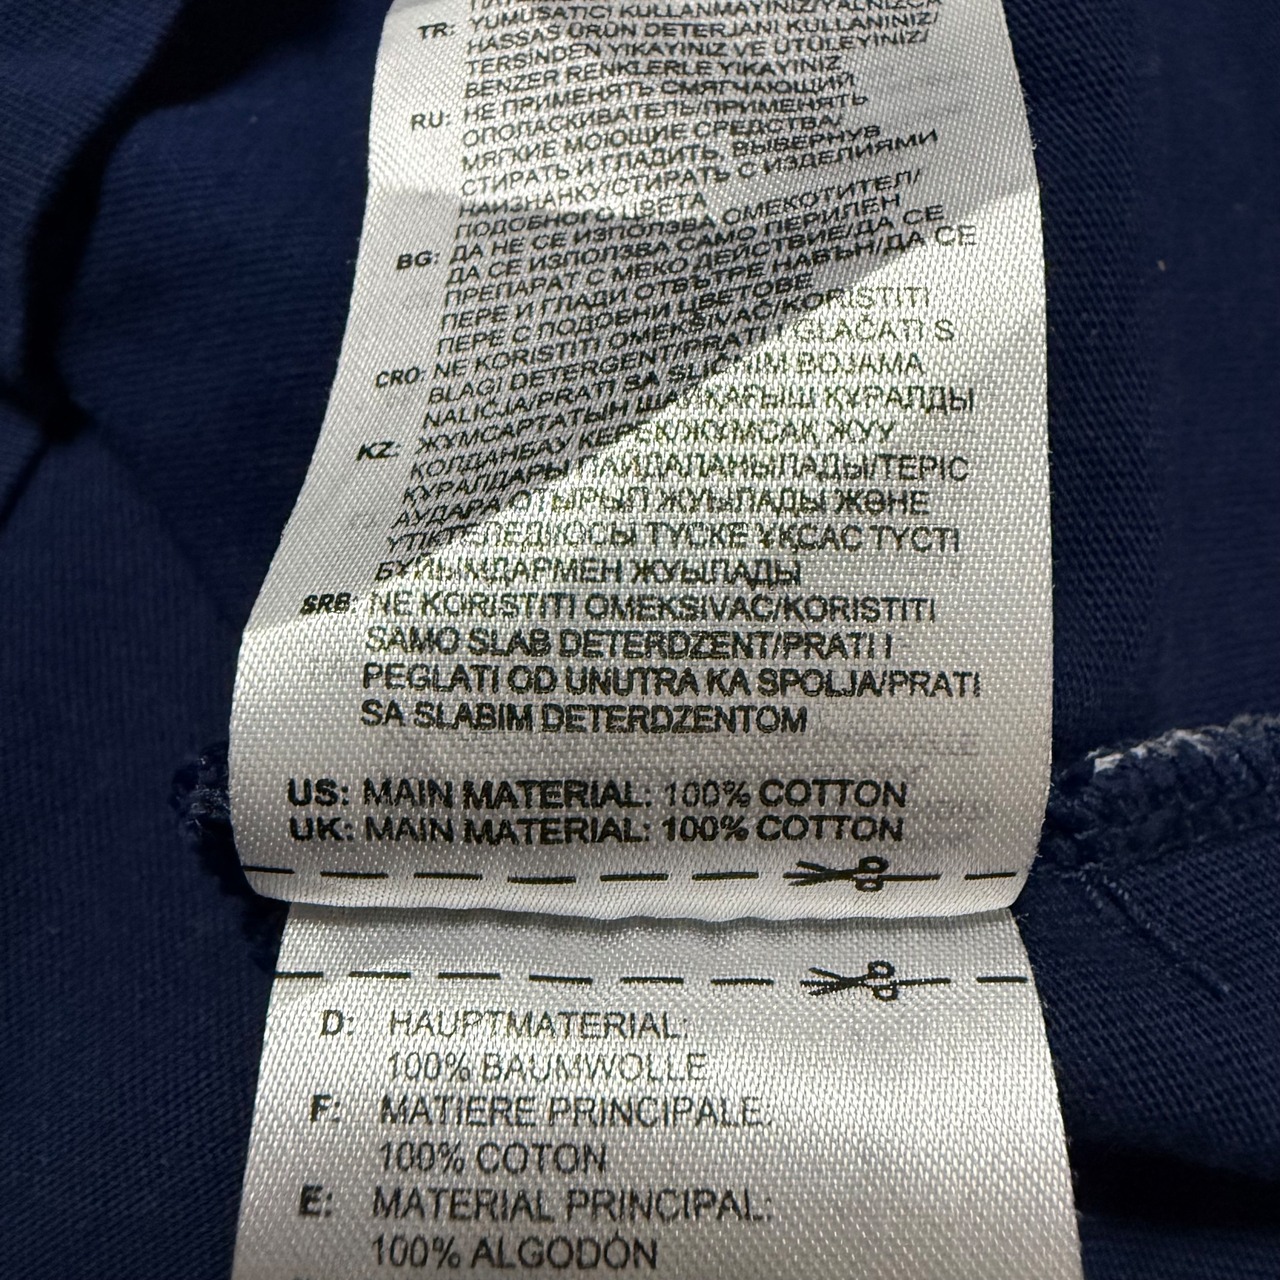 TR: YUMUŞATICI KULLANMAYINIZ/YALNIZCA
HASSAS ÜRÜN DETERJANI KULLANINIZ/
TERSİNDEN YIKAYINIZ VE ÜTÜLEYİNİZ/
BENZER RENKLERLE YIKAYINIZ
RU: НЕ ПРИМЕНЯТЬ СМЯГЧАЮЩИЙ
ОПОЛАСКИВАТЕЛЬ/ПРИМЕНЯТЬ
МЯГКИЕ МОЮЩИЕ СРЕДСТВА/
СТИРАТЬ И ГЛАДИТЬ, ВЫВЕРНУВ
НАИЗНАНКУ/СТИРАТЬ С ИЗДЕЛИЯМИ
ПОДОБНОГО ЦВЕТА
BG: ДА НЕ СЕ ИЗПОЛЗВА ОМЕКОТИТЕЛ/
ДА СЕ ИЗПОЛЗВА САМО ПЕРИЛЕН
ПРЕПАРАТ С МЕКО ДЕЙСТВИЕ/ДА СЕ
ПЕРЕ И ГЛАДИ ОТВЪТРЕ НАВЪН/ДА СЕ
ПЕРЕ С ПОДОБНИ ЦВЕТОВЕ
CRO: NE KORISTITI OMEKŠIVAČ/KORISTITI
BLAGI DETERGENT/PRATI I GLAČATI S
NALICJA/PRATI SA SLIČNIM BOJAMA
KZ: ЖҰМСАРТАТЫН ШАЙҚАҒЫШ ҚҰРАЛДЫ
ҚОЛДАНБАУ КЕРЕК/ЖҰМСАҚ ЖУУ
ҚҰРАЛДАРЫ ПАЙДАЛАНЫЛАДЫ/ТЕРІС
АУДАРА ОТЫРЫП ЖУЫЛАДЫ ЖӘНЕ
ҮТІКТЕЛЕДІ/ОСЫ ТҮСКЕ ҰҚСАС ТҮСТІ
БҰЙЫМДАРМЕН ЖУЫЛАДЫ
SRB: NE KORISTITI OMEKSIVAC/KORISTITI
SAMO SLAB DETERDZENT/PRATI I
PEGLATI OD UNUTRA KA SPOLJA/PRATI
SA SLABIM DETERDZENTOM
US: MAIN MATERIAL: 100% COTTON
UK: MAIN MATERIAL: 100% COTTON
D: HAUPTMATERIAL:
100% BAUMWOLLE
F: MATIERE PRINCIPALE:
100% COTON
E: MATERIAL PRINCIPAL:
100% ALGODÓN